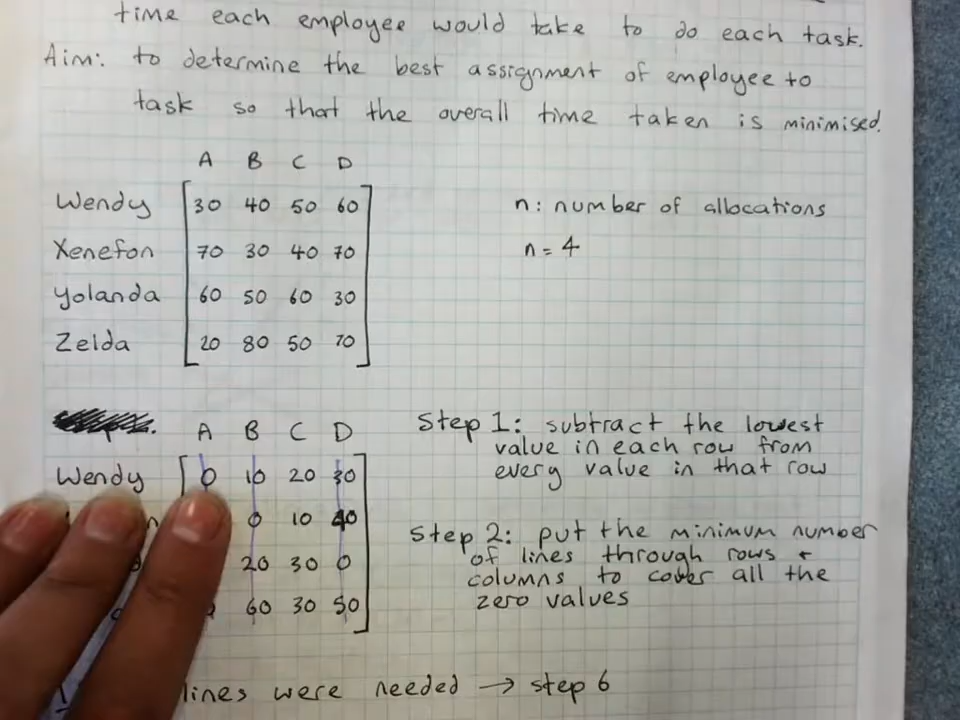 time each employee would take to do each task.
Aim: to determine the best assignment of employee to
task so that the overall time taken is minimised.
A B C D
Wendy 30 40 50 60
Xenefon 70 30 40 70
Yolanda 60 50 60 30
Zelda 20 80 50 70
n: number of allocations
n = 4
A B C D
Wendy 0 10 20 30
0 10 40
20 30 0
60 30 50
Step 1: subtract the lowest
value in each row from
every value in that row
Step 2: put the minimum number
of lines through rows +
columns to cover all the
zero values
lines were needed → step 6